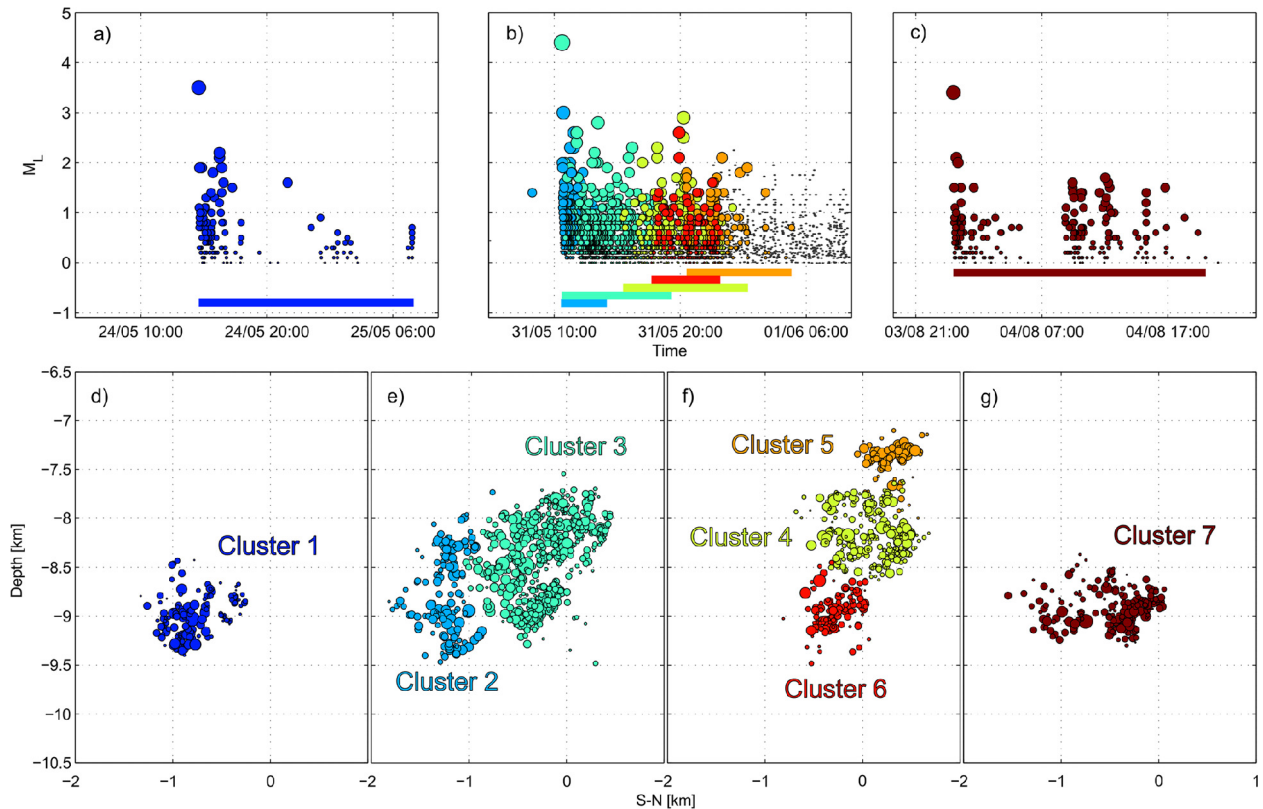 a)
b)
c)
5
4
3
2
1
0
−1
M_L
24/05 10:00 24/05 20:00 25/05 06:00
31/05 10:00 31/05 20:00 01/06 06:00
03/08 21:00 04/08 07:00 04/08 17:00
Time
−6.5
−7
−7.5
−8
−8.5
−9
−9.5
−10
−10.5
Depth [km]
d)
Cluster 1
e)
Cluster 3
Cluster 2
f)
Cluster 5
Cluster 4
Cluster 6
g)
Cluster 7
−2 −1 0 −2 −1 0 −2 −1 0 −2 −1 0 1
S-N [km]